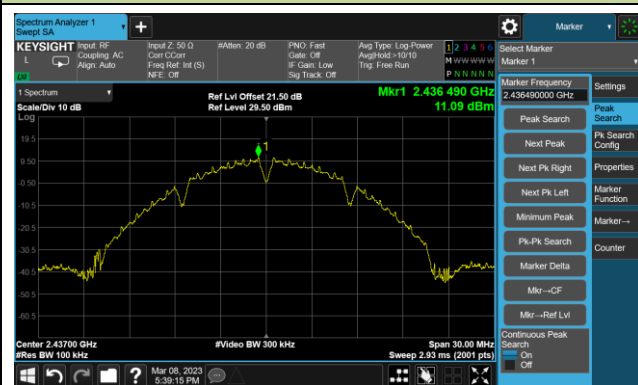 Spectrum Analyzer 1
Swept SA
+
Marker
KEYSIGHT
L
Input: RF
Coupling: AC
Align: Auto
Input Z: 50 Ω
Corr CCorr
Freq Ref: Int (S)
NFE: Off
#Atten: 20 dB
PNO: Fast
Gate: Off
IF Gain: Low
Sig Track: Off
Avg Type: Log-Power
Avg|Hold:>10/10
Trig: Free Run
1 2 3 4 5 6
M W W W W W
P N N N N N
Select Marker
Marker 1
1 Spectrum
Scale/Div 10 dB
Log
Ref Lvl Offset 21.50 dB
Ref Level 29.50 dBm
Mkr1 2.436 490 GHz
11.09 dBm
1
19.5
9.50
-0.50
-10.5
-20.5
-30.5
-40.5
-50.5
-60.5
Center 2.43700 GHz
#Res BW 100 kHz
#Video BW 300 kHz
Span 30.00 MHz
Sweep 2.93 ms (2001 pts)
Marker Frequency
2.436490000 GHz
Peak Search
Next Peak
Next Pk Right
Next Pk Left
Minimum Peak
Pk-Pk Search
Marker Delta
Mkr→CF
Mkr→Ref Lvl
Continuous Peak
Search
On
Off
Settings
Peak
Search
Pk Search
Config
Properties
Marker
Function
Marker→
Counter
?
Mar 08, 2023
5:39:15 PM